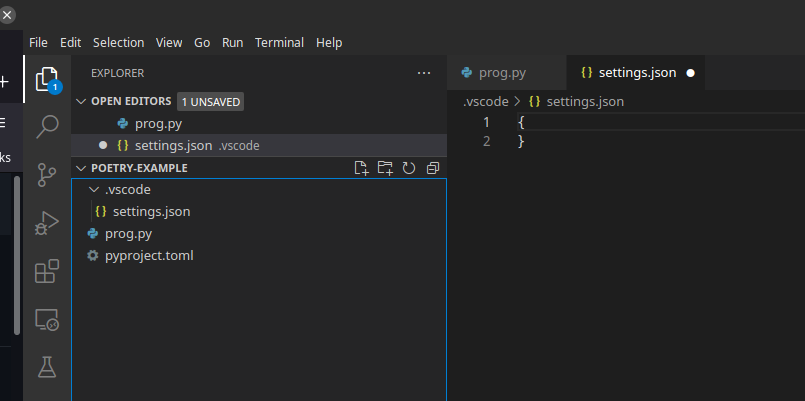 File Edit Selection View Go Run Terminal Help
EXPLORER
OPEN EDITORS 1 UNSAVED
prog.py
settings.json .vscode
POETRY-EXAMPLE
.vscode
settings.json
prog.py
pyproject.toml
1
ks
prog.py settings.json
.vscode > settings.json
1 {
2 }